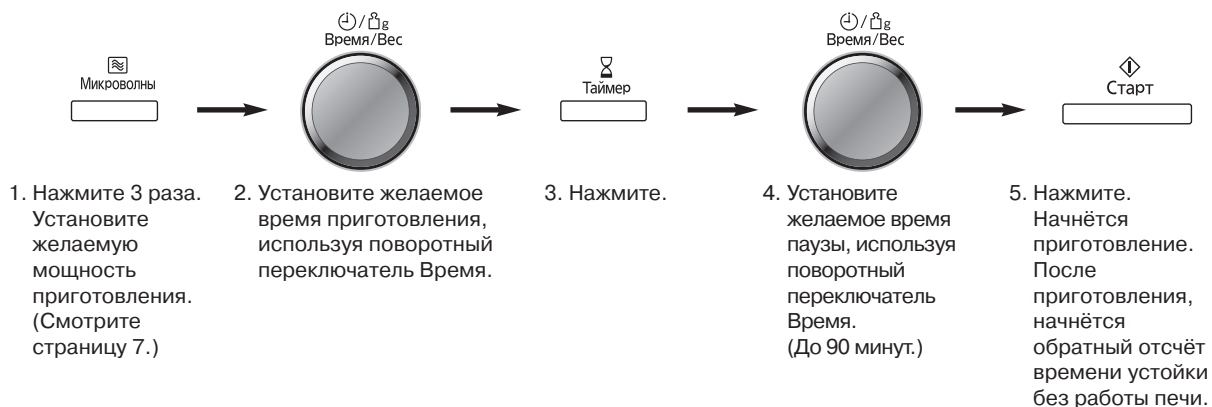 / g
Время/Вес
/ g
Время/Вес
Микроволны
Таймер
Старт
1. Нажмите 3 раза.
Установите
желаемую
мощность
приготовления.
(Смотрите
страницу 7.)
2. Установите желаемое
время приготовления,
используя поворотный
переключатель Время.
3. Нажмите.
4. Установите
желаемое время
паузы, используя
поворотный
переключатель
Время.
(До 90 минут.)
5. Нажмите.
Начнётся
приготовление.
После
приготовления,
начнётся
обратный отсчёт
времени устойки
без работы печи.